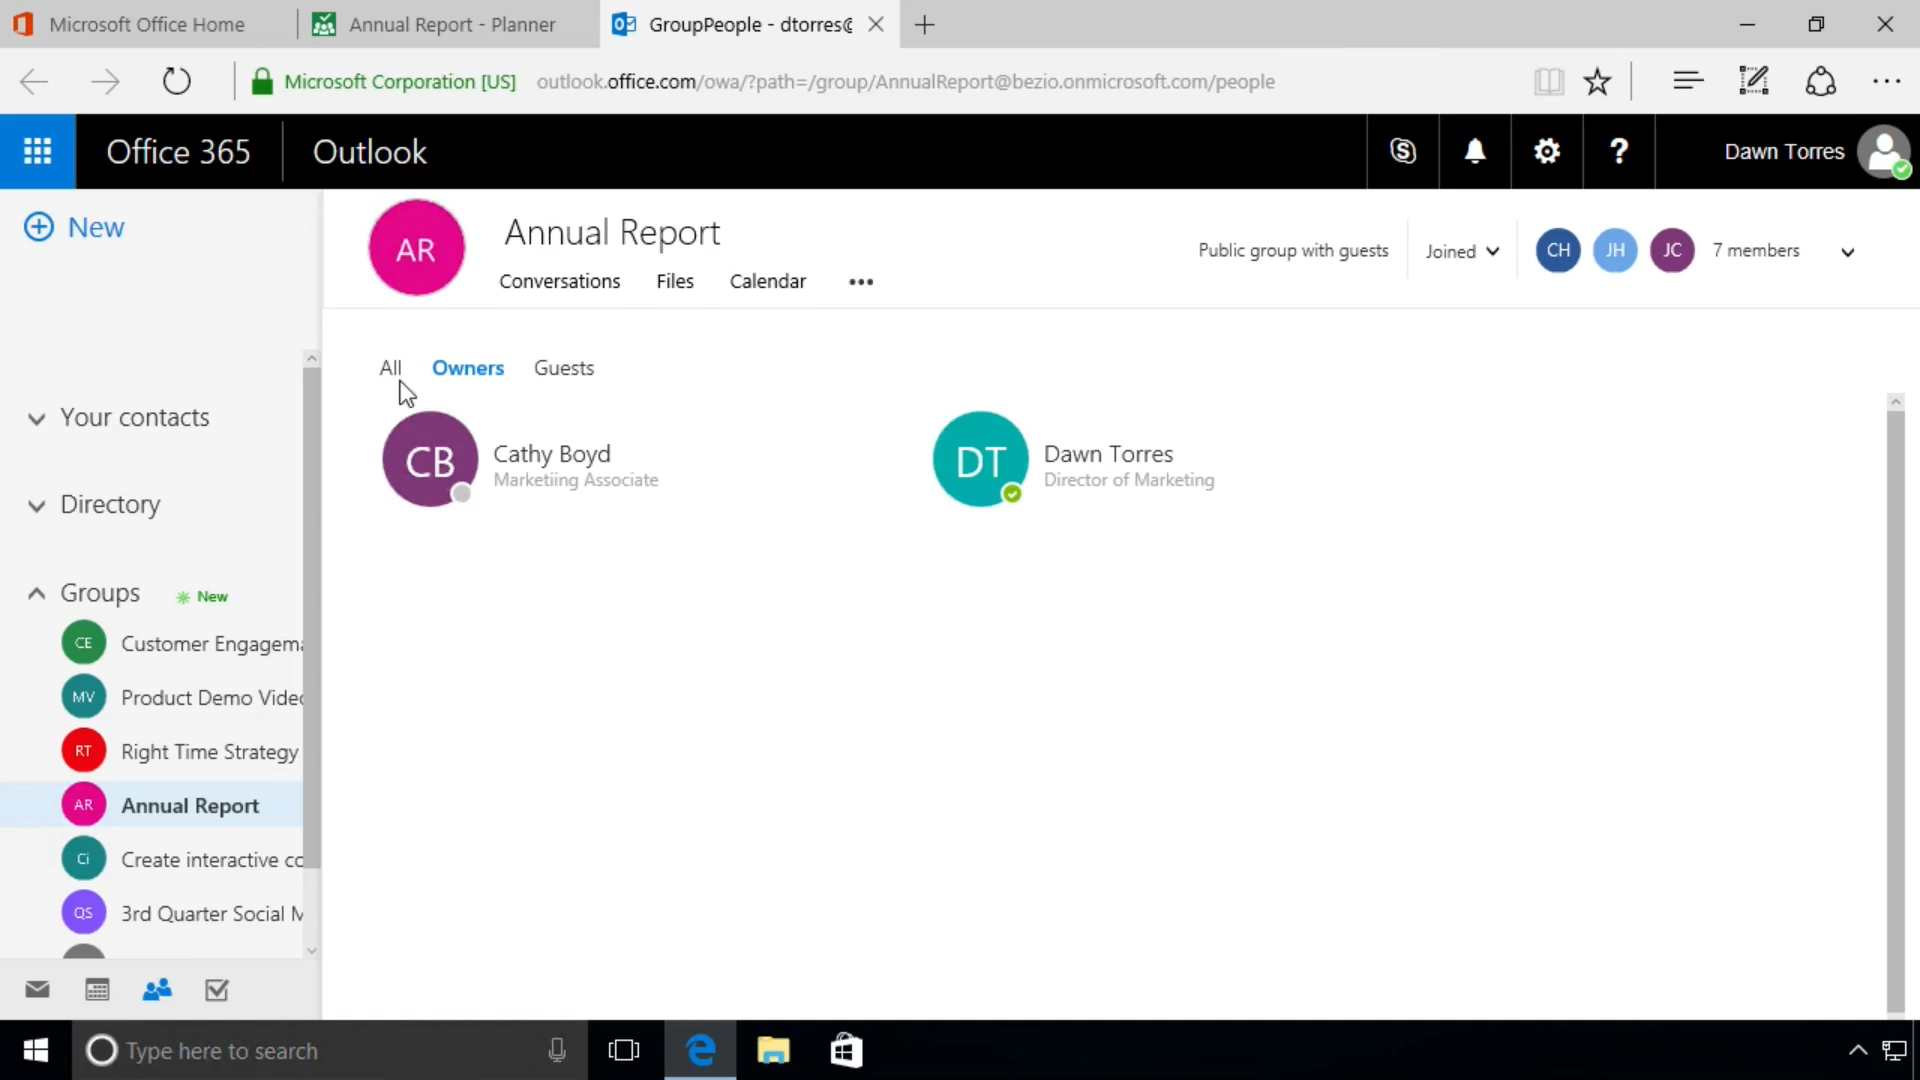 Microsoft Office Home
Annual Report - Planner
GroupPeople - dtorres@
Microsoft Corporation [US]
outlook.office.com/owa/?path=/group/AnnualReport@bezio.onmicrosoft.com/people
Office 365
Outlook
Dawn Torres
New
AR
Annual Report
Conversations
Files
Calendar
Public group with guests
Joined
CH
JH
JC
7 members
All
Owners
Guests
CB
Cathy Boyd
Marketiing Associate
DT
Dawn Torres
Director of Marketing
Your contacts
Directory
Groups
New
CE
Customer Engagem
MV
Product Demo Vide
RT
Right Time Strategy
AR
Annual Report
Ci
Create interactive co
QS
3rd Quarter Social M
Type here to search